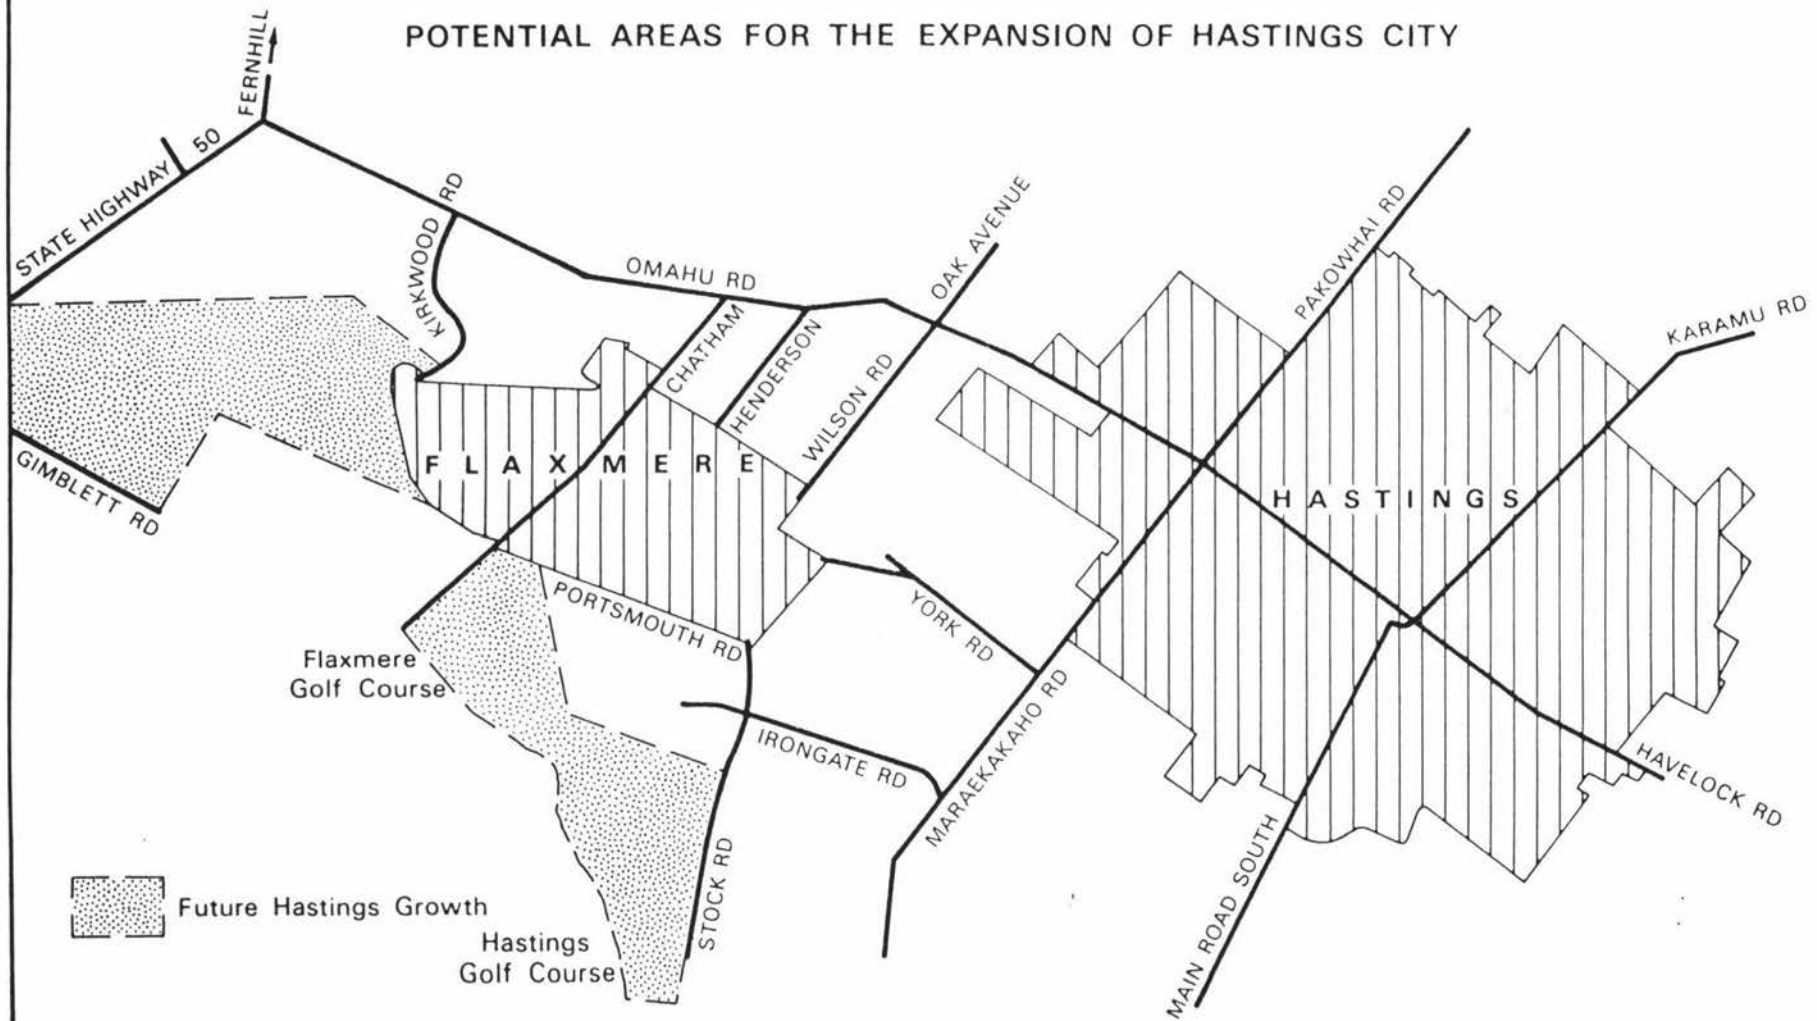 POTENTIAL AREAS FOR THE EXPANSION OF HASTINGS CITY
FERNHILL
STATE HIGHWAY 50
KIRKWOOD RD
OMAHU RD
OAK AVENUE
PAKOWHAI RD
KARAMU RD
CHATHAM
HENDERSON
WILSON RD
GIMBLETT RD
FLAXMERE
HASTINGS
PORTSMOUTH RD
YORK RD
Flaxmere
Golf Course
IRONGATE RD
MARAEKAKAHO RD
HAVELOCK RD
STOCK RD
MAIN ROAD SOUTH
Future Hastings Growth
Hastings
Golf Course